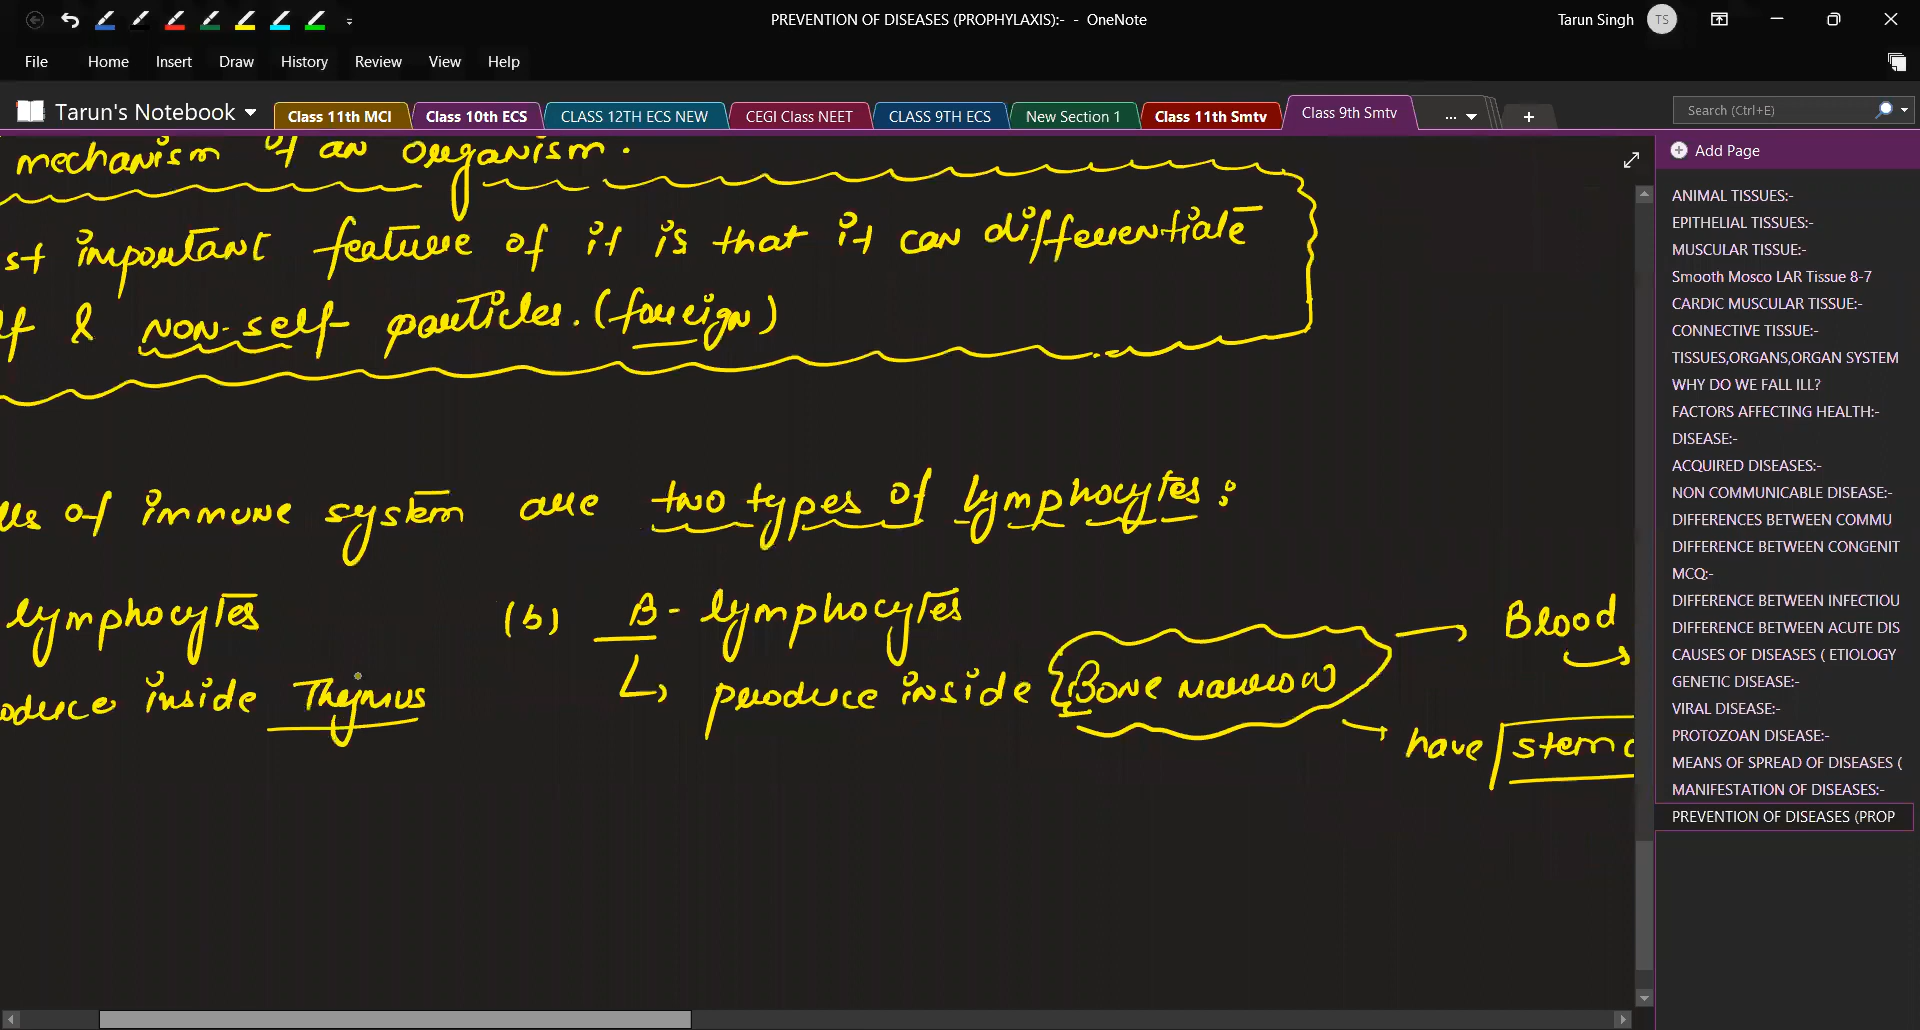 PREVENTION OF DISEASES (PROPHYLAXIS):- - OneNote
Tarun Singh TS
File Home Insert Draw History Review View Help
Tarun's Notebook
Class 11th MCI
Class 10th ECS
CLASS 12TH ECS NEW
CEGI Class NEET
CLASS 9TH ECS
New Section 1
Class 11th Smtv
Class 9th Smtv
...
+
Search (Ctrl+E)
mechanism of an organism.
st important feature of it is that it can differentiate
lf & non-self particles. (foreign)
lls of immune system are two types of lymphocytes:
lymphocytes (b) B- lymphocytes
oduce inside Thymus
produce inside Bone marrow
Blood
have stem c
Add Page
ANIMAL TISSUES:-
EPITHELIAL TISSUES:-
MUSCULAR TISSUE:-
Smooth Mosco LAR Tissue 8-7
CARDIC MUSCULAR TISSUE:-
CONNECTIVE TISSUE:-
TISSUES,ORGANS,ORGAN SYSTEM
WHY DO WE FALL ILL?
FACTORS AFFECTING HEALTH:-
DISEASE:-
ACQUIRED DISEASES:-
NON COMMUNICABLE DISEASE:-
DIFFERENCES BETWEEN COMMU
DIFFERENCE BETWEEN CONGENIT
MCQ:-
DIFFERENCE BETWEEN INFECTIOU
DIFFERENCE BETWEEN ACUTE DIS
CAUSES OF DISEASES ( ETIOLOGY
GENETIC DISEASE:-
VIRAL DISEASE:-
PROTOZOAN DISEASE:-
MEANS OF SPREAD OF DISEASES (
MANIFESTATION OF DISEASES:-
PREVENTION OF DISEASES (PROP